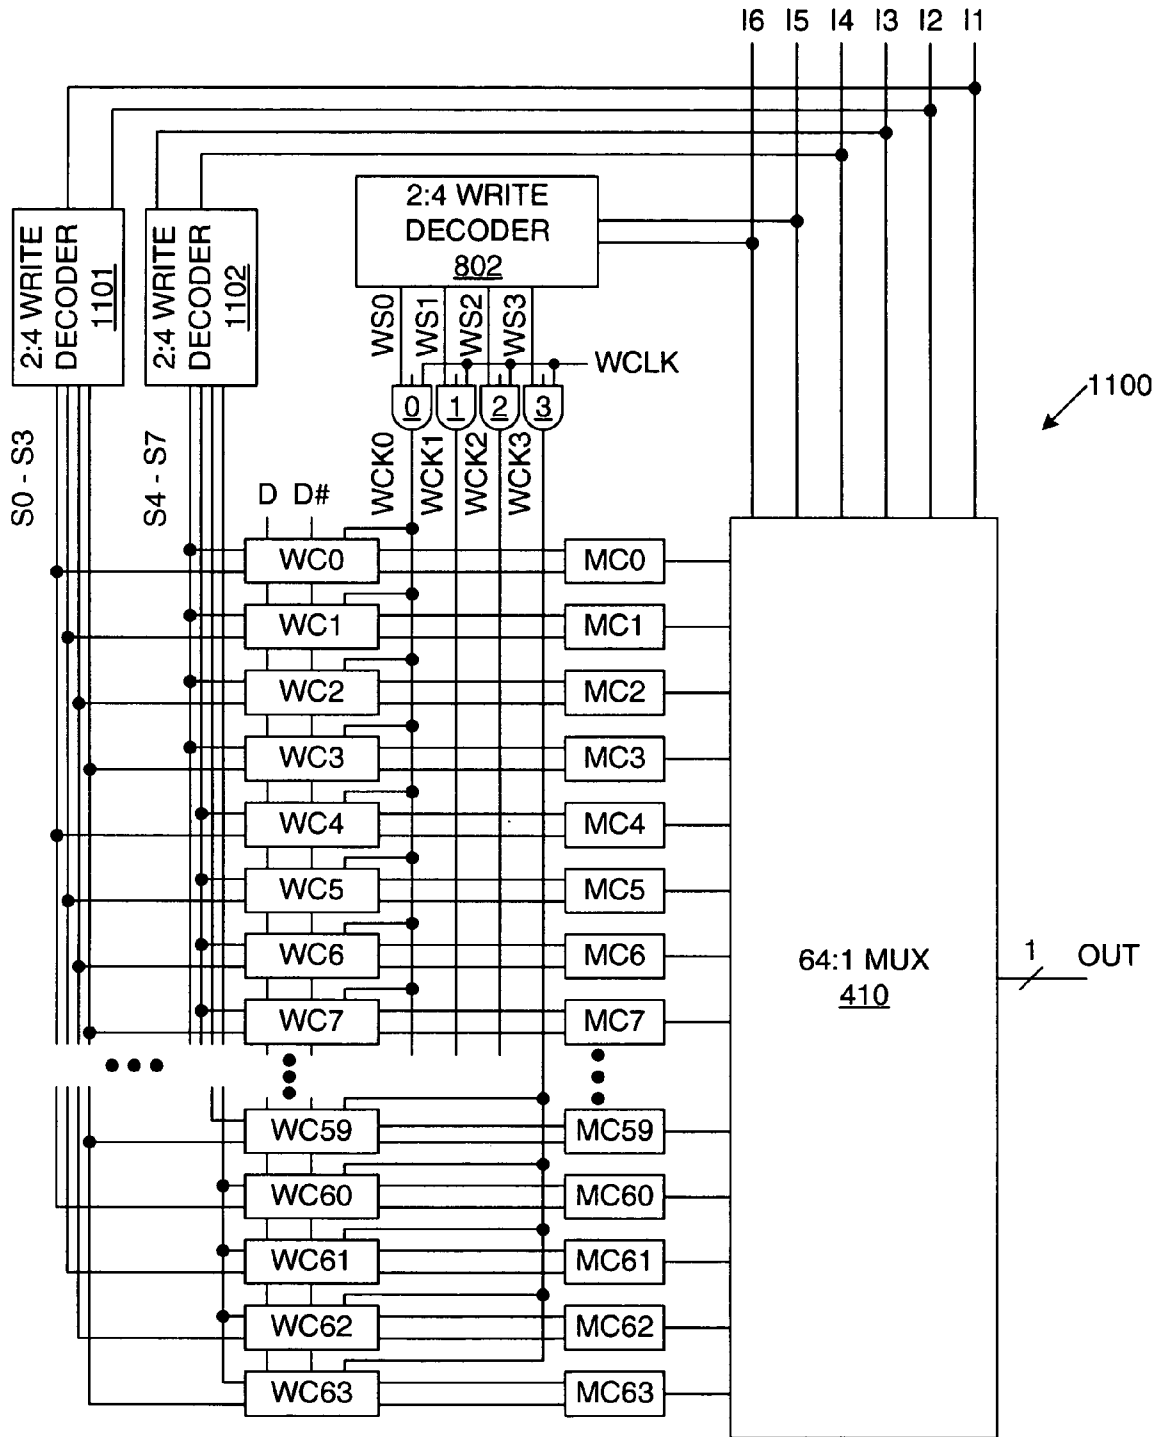 I6 I5 I4 I3 I2 I1
2:4 WRITE DECODER 1101
2:4 WRITE DECODER 1102
2:4 WRITE
DECODER
802
WS0 WS1 WS2 WS3
WCLK
0 1 2 3
1100
S0 - S3
S4 - S7
WCK0 WCK1 WCK2 WCK3
D D#
WC0 MC0
WC1 MC1
WC2 MC2
WC3 MC3
WC4 MC4
WC5 MC5
WC6 MC6
WC7 MC7
64:1 MUX
410
1 OUT
WC59 MC59
WC60 MC60
WC61 MC61
WC62 MC62
WC63 MC63